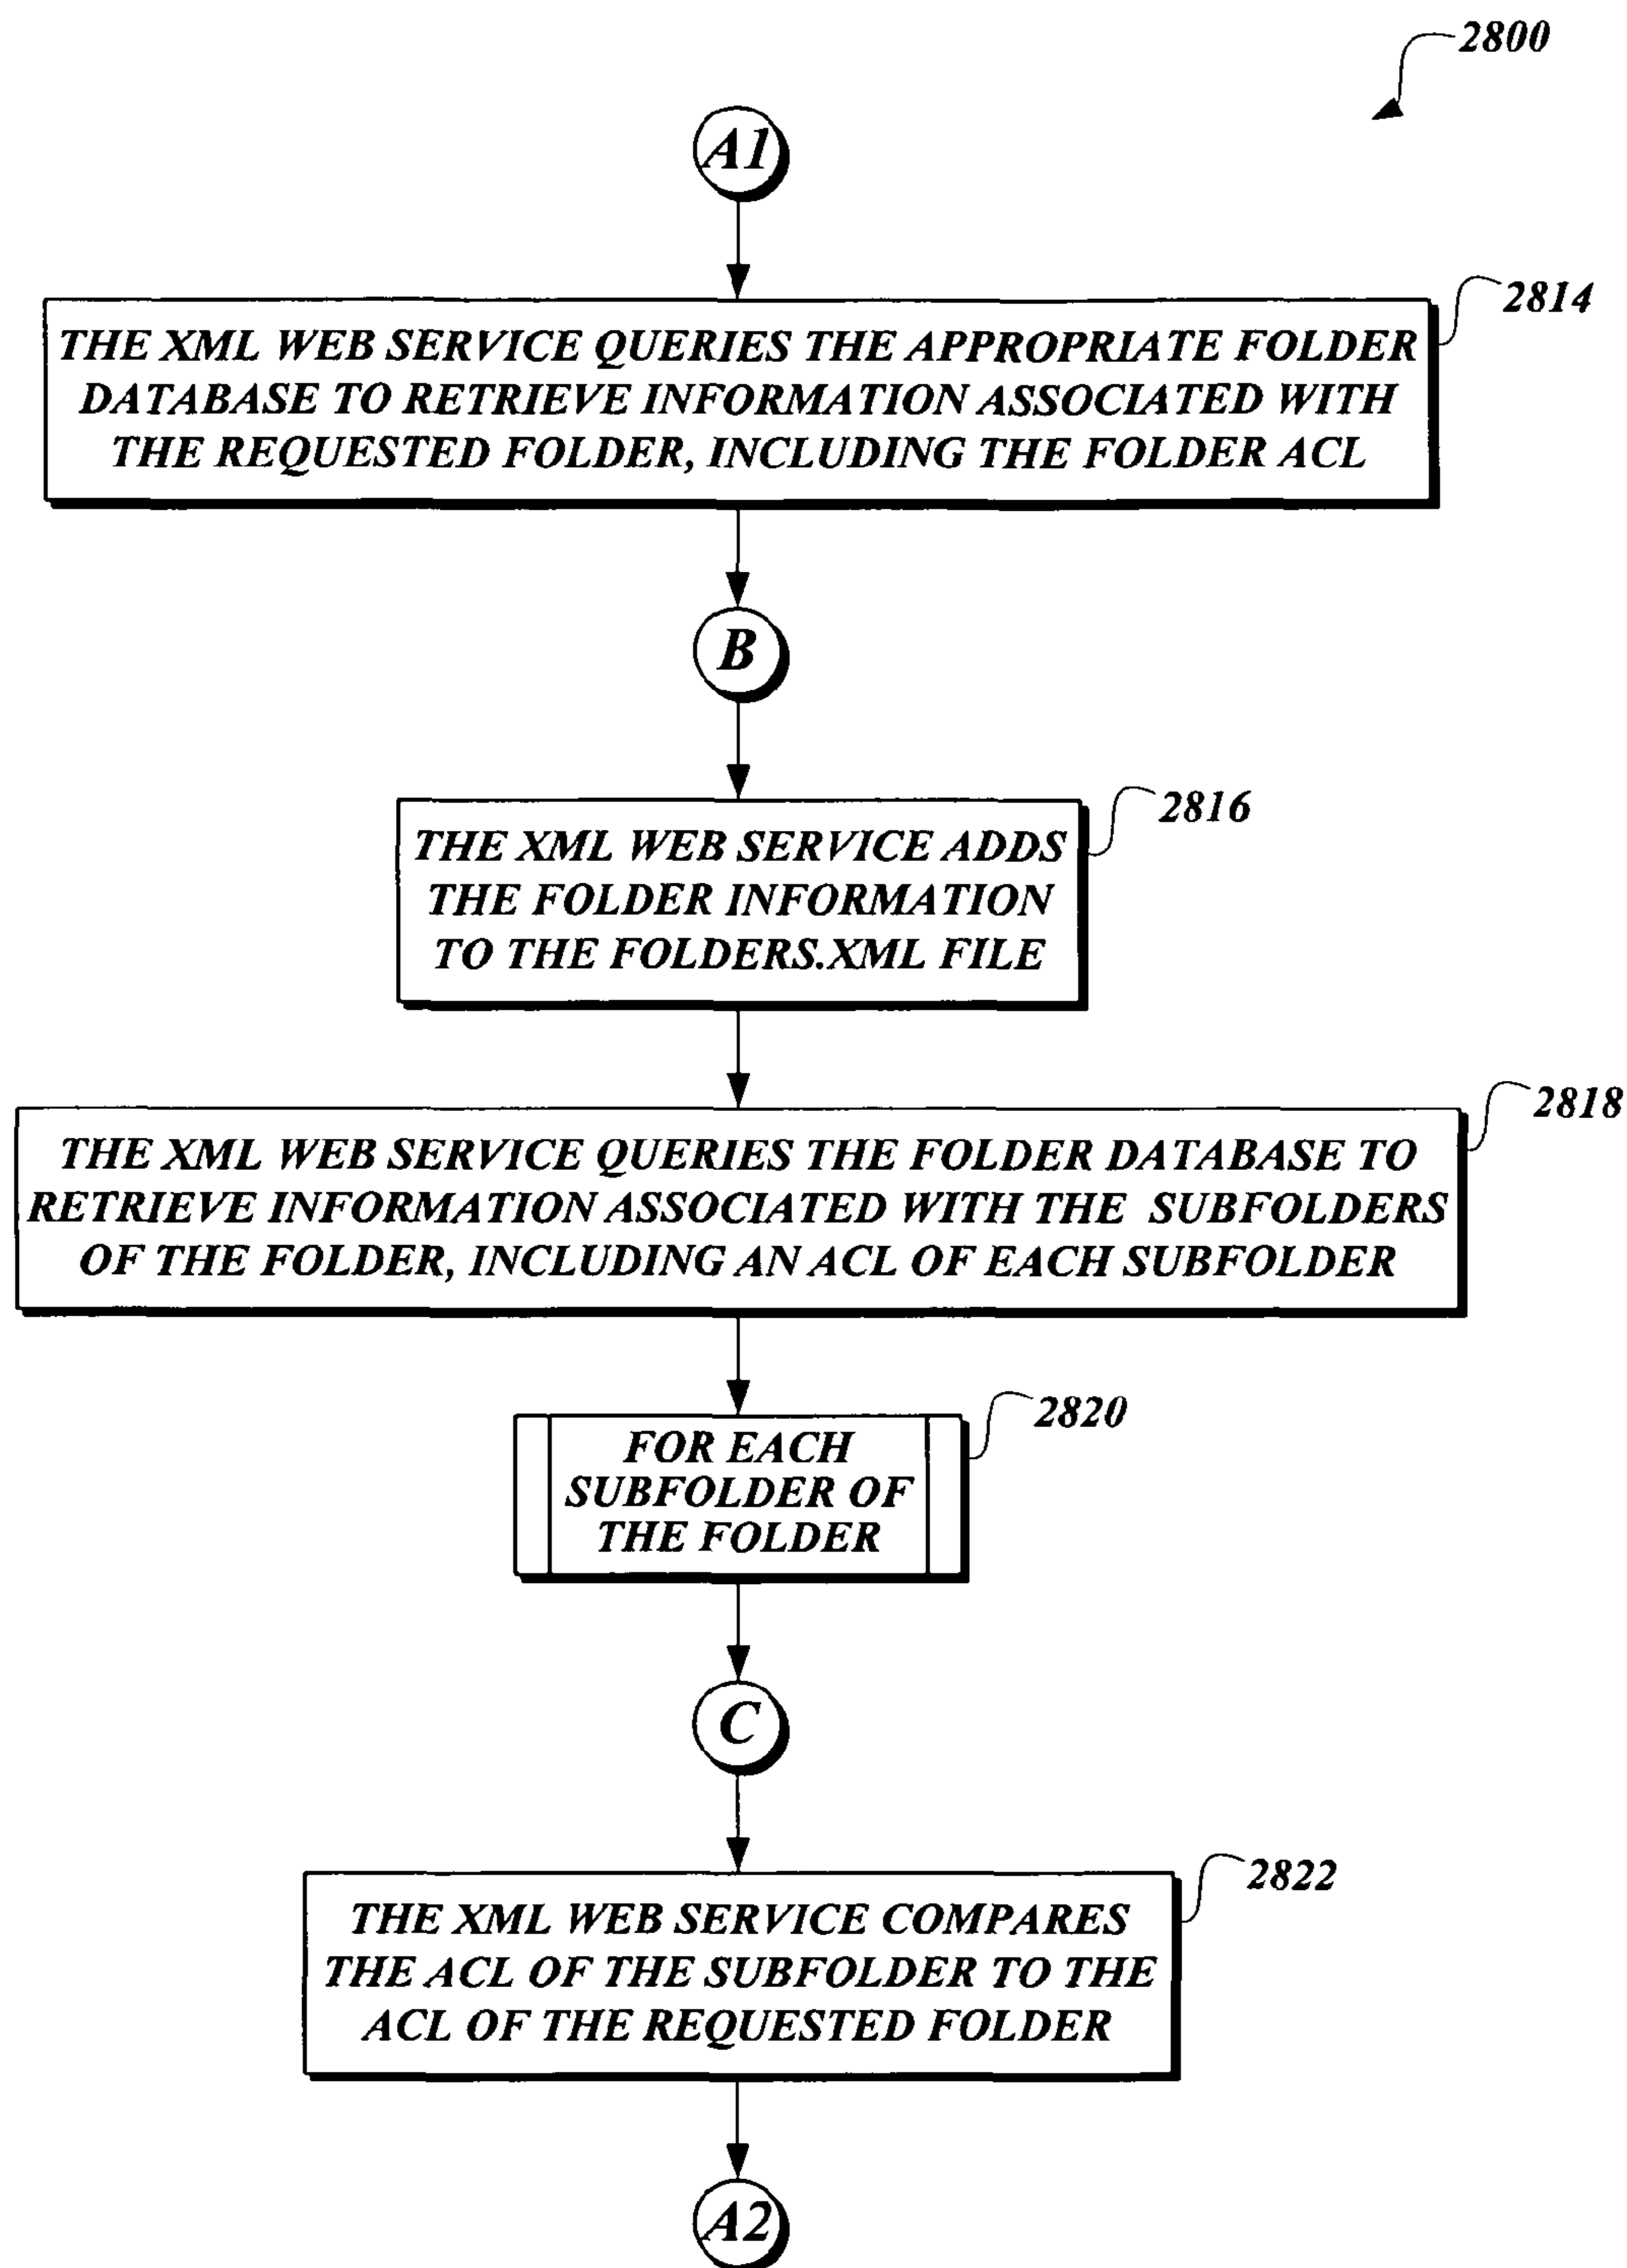 2800
A1
2814
THE XML WEB SERVICE QUERIES THE APPROPRIATE FOLDER
DATABASE TO RETRIEVE INFORMATION ASSOCIATED WITH
THE REQUESTED FOLDER, INCLUDING THE FOLDER ACL
B
2816
THE XML WEB SERVICE ADDS
THE FOLDER INFORMATION
TO THE FOLDERS.XML FILE
2818
THE XML WEB SERVICE QUERIES THE FOLDER DATABASE TO
RETRIEVE INFORMATION ASSOCIATED WITH THE SUBFOLDERS
OF THE FOLDER, INCLUDING AN ACL OF EACH SUBFOLDER
2820
FOR EACH
SUBFOLDER OF
THE FOLDER
C
2822
THE XML WEB SERVICE COMPARES
THE ACL OF THE SUBFOLDER TO THE
ACL OF THE REQUESTED FOLDER
A2